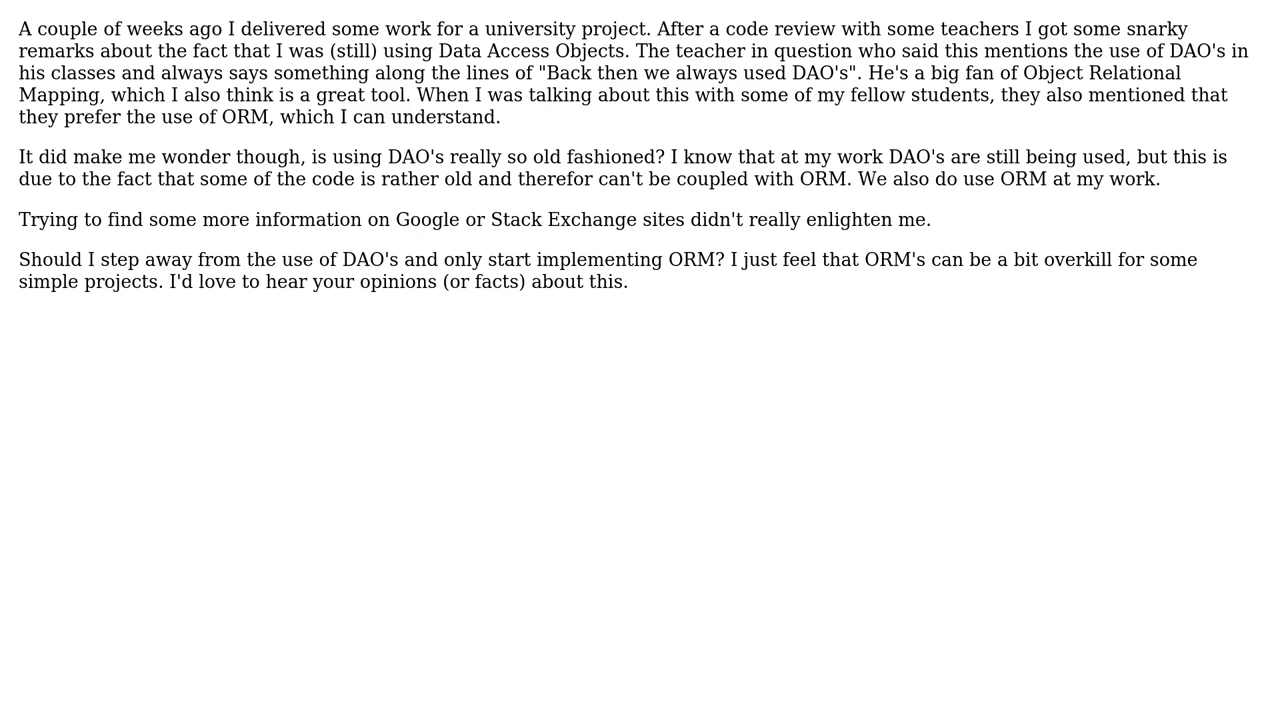 A couple of weeks ago I delivered some work for a university project. After a code review with some teachers I got some snarky
remarks about the fact that I was (still) using Data Access Objects. The teacher in question who said this mentions the use of DAO's in
his classes and always says something along the lines of "Back then we always used DAO's". He's a big fan of Object Relational
Mapping, which I also think is a great tool. When I was talking about this with some of my fellow students, they also mentioned that
they prefer the use of ORM, which I can understand.
It did make me wonder though, is using DAO's really so old fashioned? I know that at my work DAO's are still being used, but this is
due to the fact that some of the code is rather old and therefor can't be coupled with ORM. We also do use ORM at my work.
Trying to find some more information on Google or Stack Exchange sites didn't really enlighten me.
Should I step away from the use of DAO's and only start implementing ORM? I just feel that ORM's can be a bit overkill for some
simple projects. I'd love to hear your opinions (or facts) about this.